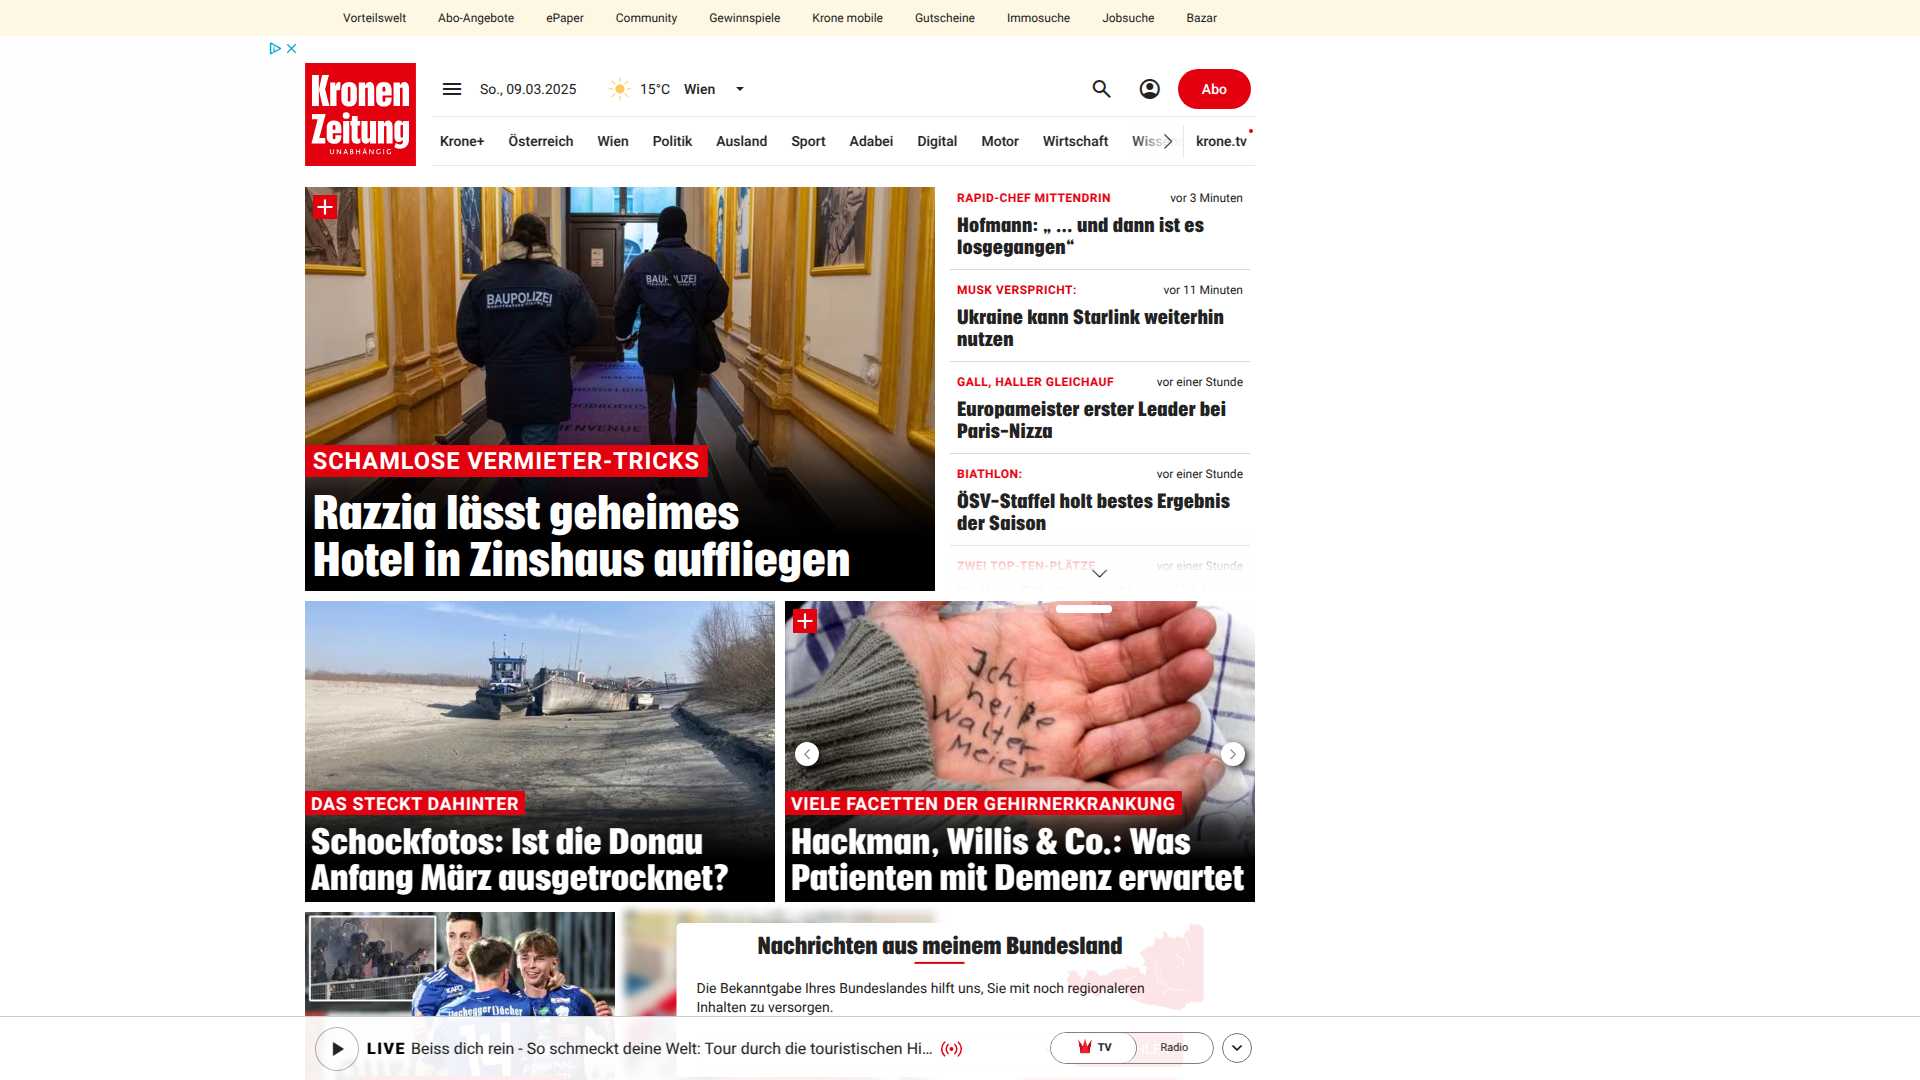 Vorteilswelt Abo-Angebote ePaper Community Gewinnspiele Krone mobile Gutscheine Immosuche Jobsuche Bazar
Kronen
Zeitung
UNABHÄNGIG
So., 09.03.2025 15°C Wien
Abo
Krone+ Österreich Wien Politik Ausland Sport Adabei Digital Motor Wirtschaft krone.tv
BAUPOLIZEI
BAUPOLIZEI
BIENVENUE
SCHAMLOSE VERMIETER-TRICKS
Razzia lässt geheimes
Hotel in Zinshaus auffliegen
RAPID-CHEF MITTENDRIN vor 3 Minuten
Hofmann: „ ... und dann ist es
losgegangen“
MUSK VERSPRICHT: vor 11 Minuten
Ukraine kann Starlink weiterhin
nutzen
GALL, HALLER GLEICHAUF vor einer Stunde
Europameister erster Leader bei
Paris-Nizza
BIATHLON: vor einer Stunde
ÖSV-Staffel holt bestes Ergebnis
der Saison
ZWEI TOP-TEN-PLÄTZE vor einer Stunde
DAS STECKT DAHINTER
Schockfotos: Ist die Donau
Anfang März ausgetrocknet?
Ich
heiße
Walter
Meier
VIELE FACETTEN DER GEHIRNERKRANKUNG
Hackman, Willis & Co.: Was
Patienten mit Demenz erwartet
Nachrichten aus meinem Bundesland
Die Bekanntgabe Ihres Bundeslandes hilft uns, Sie mit noch regionaleren
Inhalten zu versorgen.
LIVE Beiss dich rein - So schmeckt deine Welt: Tour durch die touristischen Hi...
TV Radio